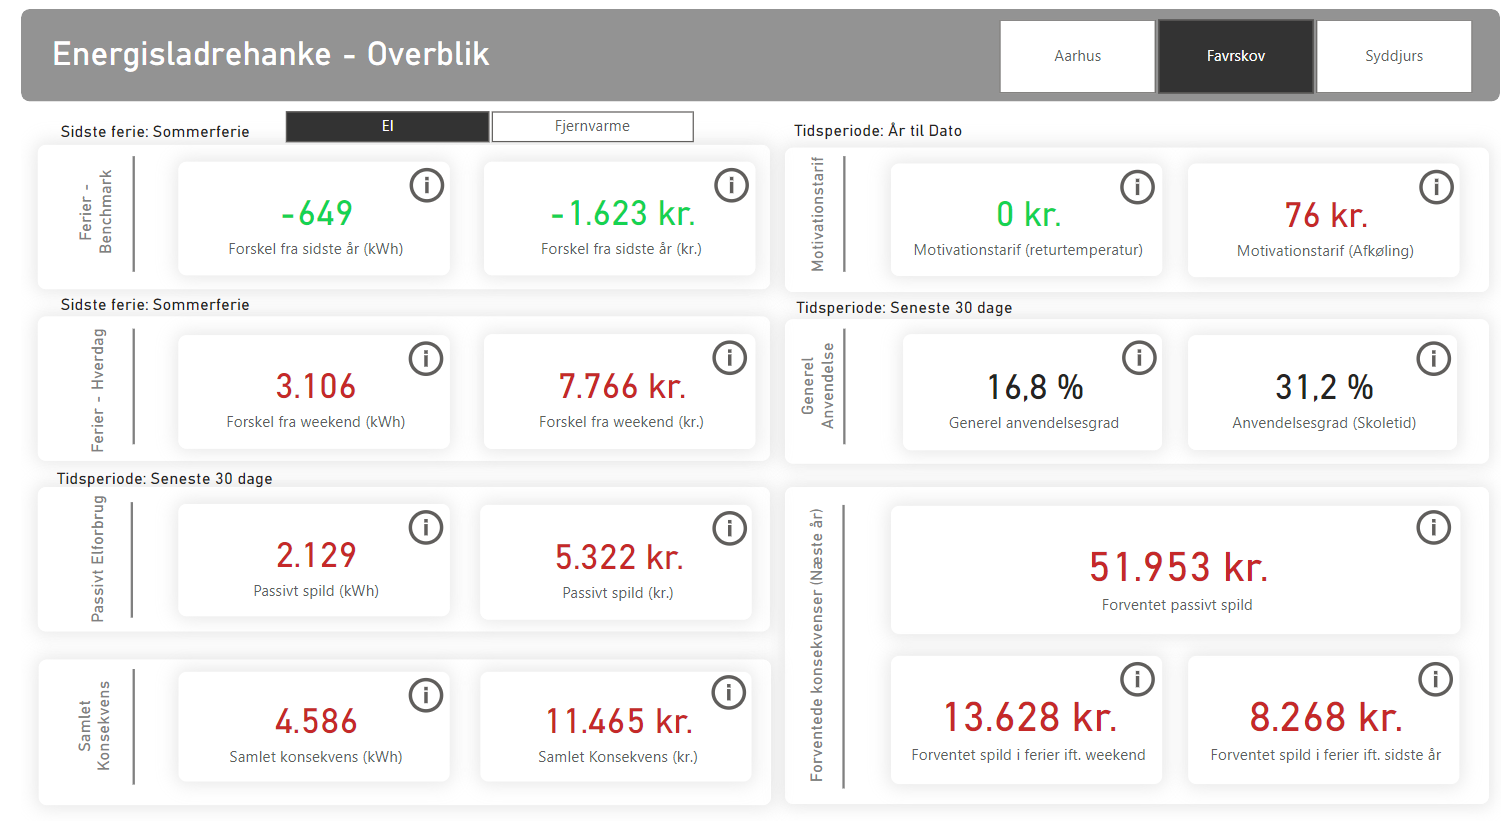 Energisladrehanke - Overblik
Aarhus
Favrskov
Syddjurs
Sidste ferie: Sommerferie
El
Fjernvarme
Ferier -
Benchmark
-649
Forskel fra sidste år (kWh)
-1.623 kr.
Forskel fra sidste år (kr.)
Sidste ferie: Sommerferie
Ferier - Hverdag
3.106
Forskel fra weekend (kWh)
7.766 kr.
Forskel fra weekend (kr.)
Tidsperiode: Seneste 30 dage
Passivt Elforbrug
2.129
Passivt spild (kWh)
5.322 kr.
Passivt spild (kr.)
Samlet
Konsekvens
4.586
Samlet konsekvens (kWh)
11.465 kr.
Samlet Konsekvens (kr.)
Tidsperiode: År til Dato
Motivationstarif
0 kr.
Motivationstarif (returtemperatur)
76 kr.
Motivationstarif (Afkøling)
Tidsperiode: Seneste 30 dage
Generel
Anvendelse
16,8 %
Generel anvendelsesgrad
31,2 %
Anvendelsesgrad (Skoletid)
Forventede konsekvenser (Næste år)
51.953 kr.
Forventet passivt spild
13.628 kr.
Forventet spild i ferier ift. weekend
8.268 kr.
Forventet spild i ferier ift. sidste år